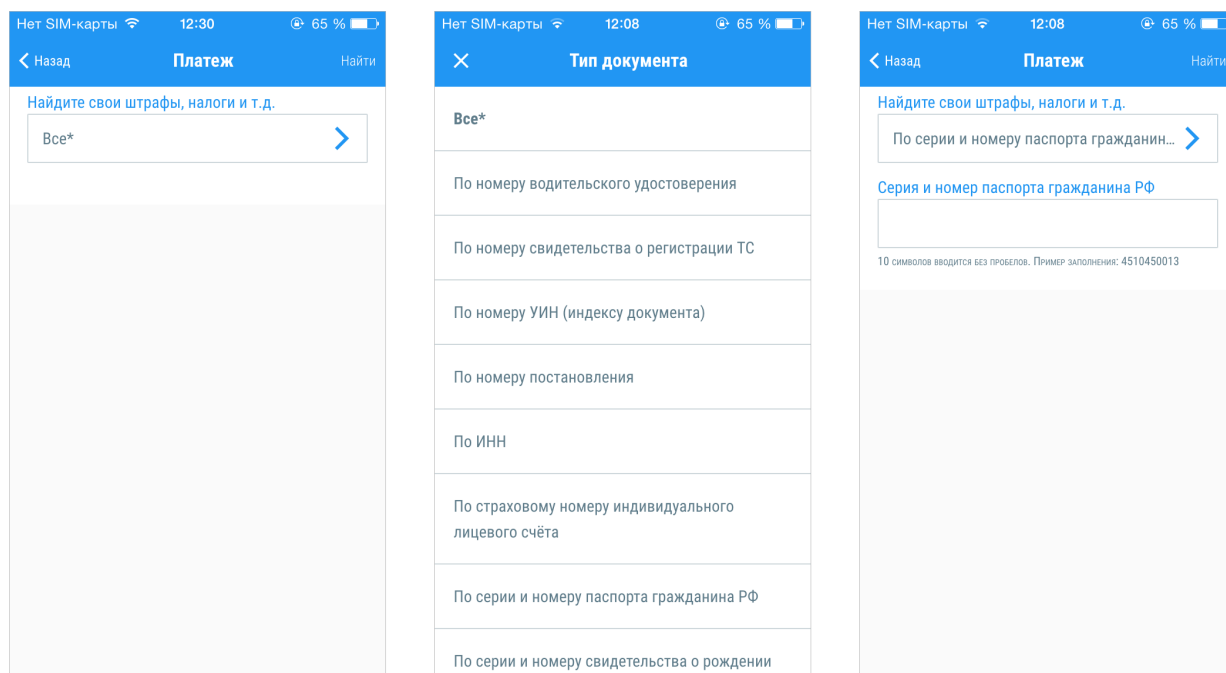 Нет SIM-карты 12:30 65 %
Назад Платеж Найти
Найдите свои штрафы, налоги и т.д.
Все*
Нет SIM-карты 12:08 65 %
Тип документа
Все*
По номеру водительского удостоверения
По номеру свидетельства о регистрации ТС
По номеру УИН (индексу документа)
По номеру постановления
По ИНН
По страховому номеру индивидуального
лицевого счёта
По серии и номеру паспорта гражданина РФ
По серии и номеру свидетельства о рождении
Нет SIM-карты 12:08 65 %
Назад Платеж Найти
Найдите свои штрафы, налоги и т.д.
По серии и номеру паспорта гражданин...
Серия и номер паспорта гражданина РФ
10 символов вводится без пробелов. Пример заполнения: 4510450013